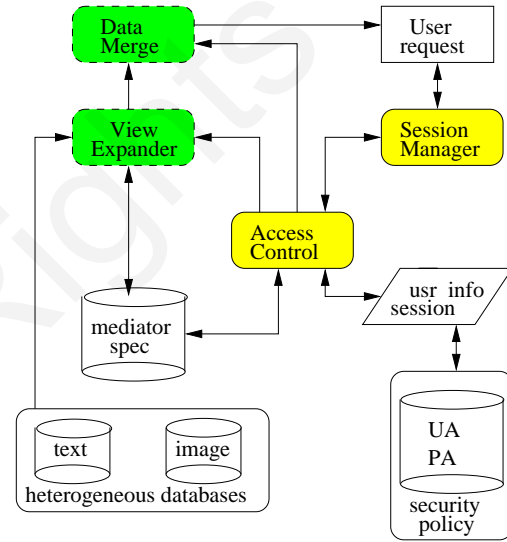 Data
Merge
User
request
View
Expander
Session
Manager
Access
Control
usr info
session
mediator
spec
text
image
heterogeneous databases
UA
PA
security
policy
Rights